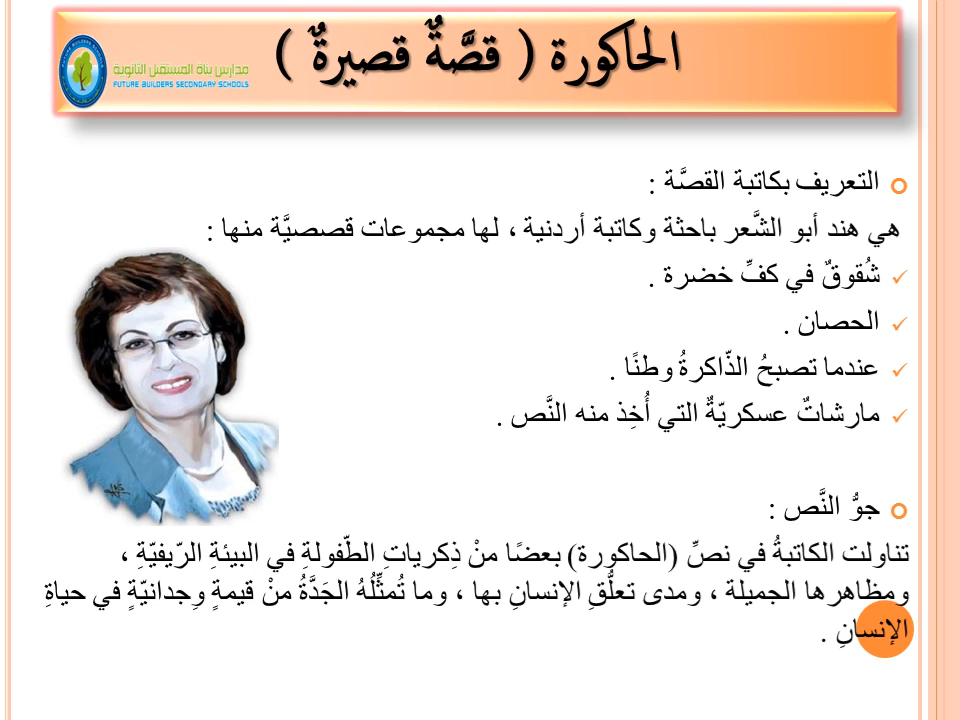 الحاكورة ( قصَّةٌ قصيرةٌ )
مدارس بناة المستقبل الثانوية
FUTURE BUILDERS SECONDARY SCHOOLS
التعريف بكاتبة القصَّة :
هي هند أبو الشَّعر باحثة وكاتبة أردنية ، لها مجموعات قصصيَّة منها :
شُقوقٌ في كفِّ خضرة .
الحصان .
عندما تصبحُ الذّاكرةُ وطنًا .
مارشاتٌ عسكريّةٌ التي أُخِذ منه النَّص .
جوُّ النَّص :
تناولت الكاتبةُ في نصِّ (الحاكورة) بعضًا منْ ذِكرياتِ الطّفولةِ في البيئةِ الرّيفيّةِ ،
ومظاهرها الجميلة ، ومدى تعلُّقِ الإنسانِ بها ، وما تُمثِّلُهُ الجَدَّةُ منْ قيمةٍ وِجدانيّةٍ في حياةِ
الإنسانِ .